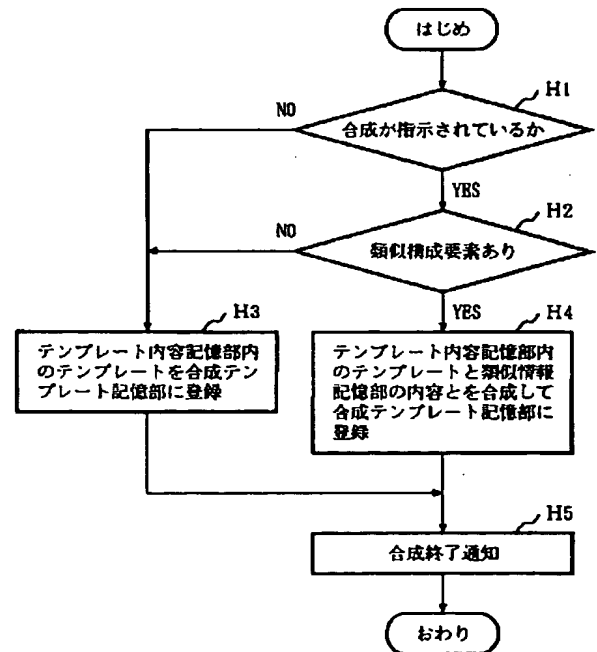 はじめ
H1
NO
合成が指示されているか
YES
H2
NO
類似構成要素あり
YES
H3
H4
テンプレート内容記憶部内
のテンプレートを合成テン
プレート記憶部に登録
テンプレート内容記憶部内
のテンプレートと類似情報
記憶部の内容とを合成して
合成テンプレート記憶部に
登録
H5
合成終了通知
おわり